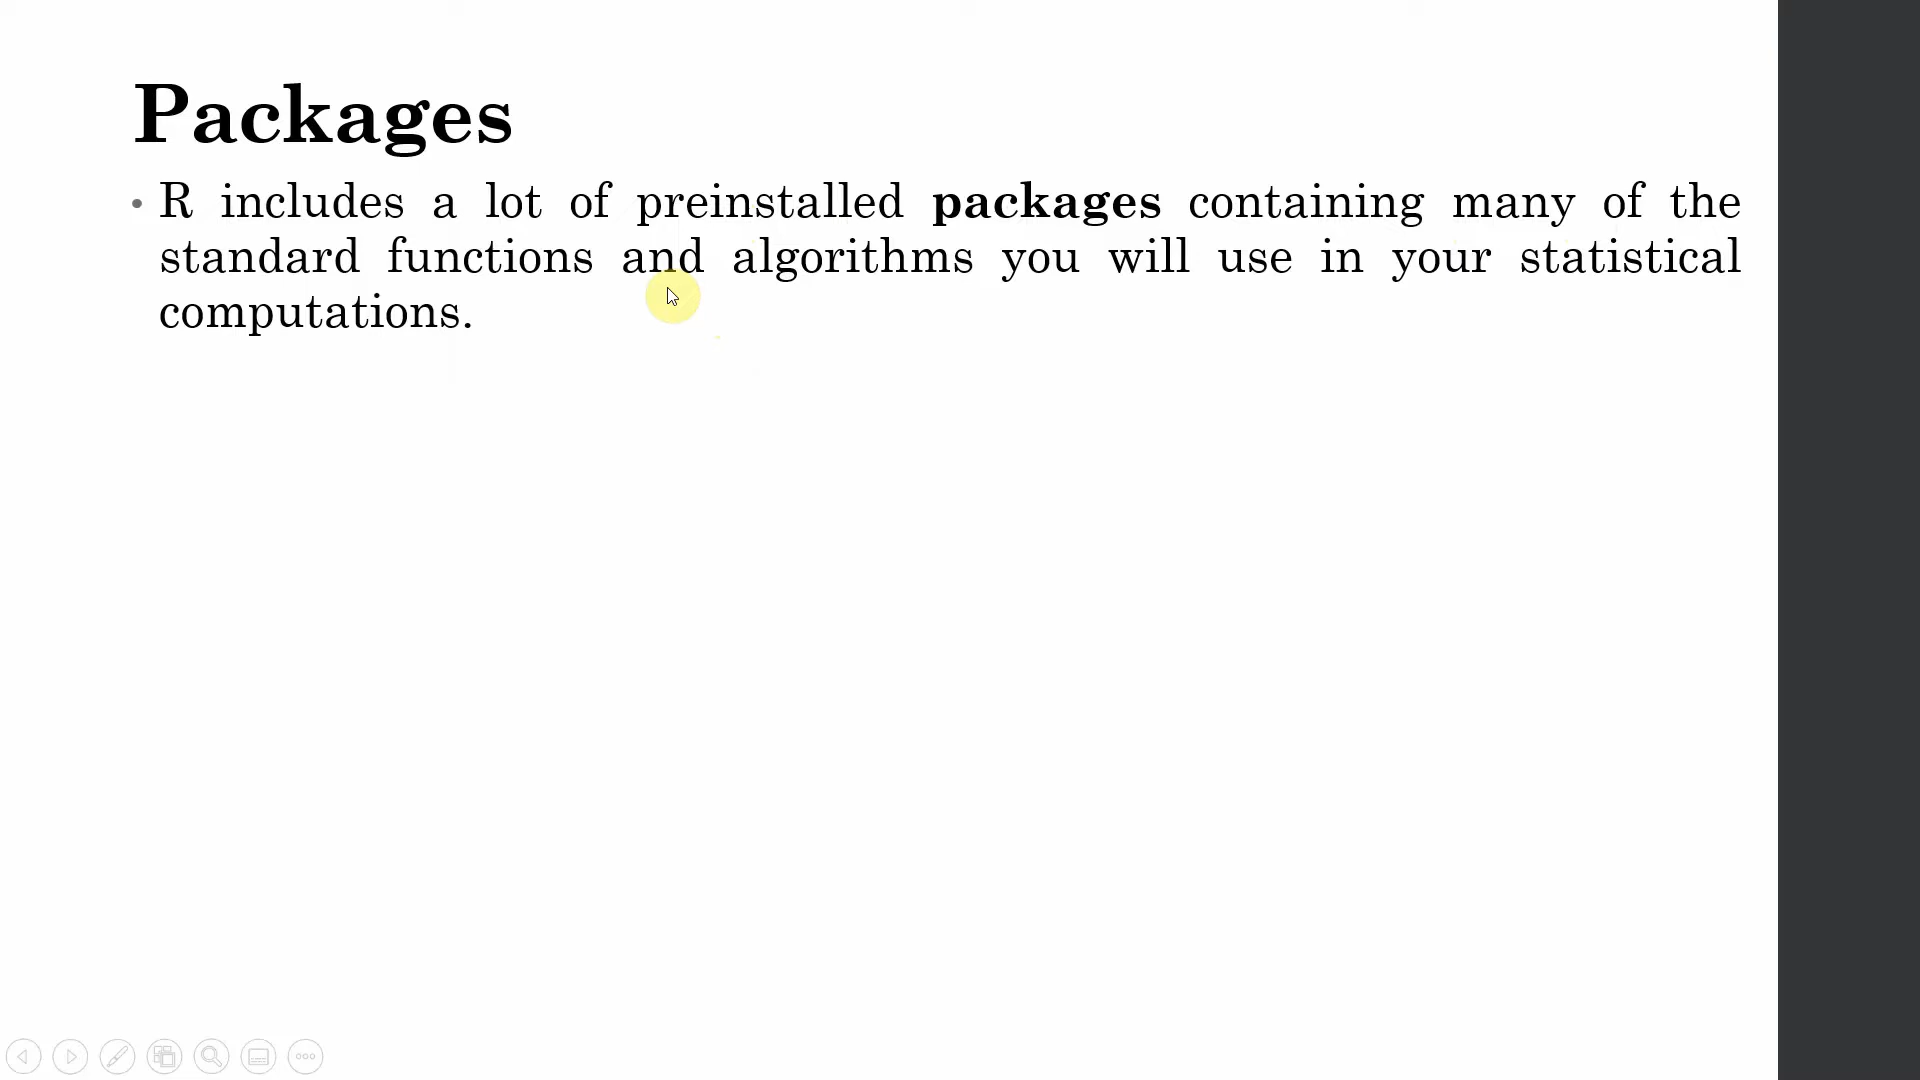 Packages
• R includes a lot of preinstalled packages containing many of the
standard functions and algorithms you will use in your statistical
computations.